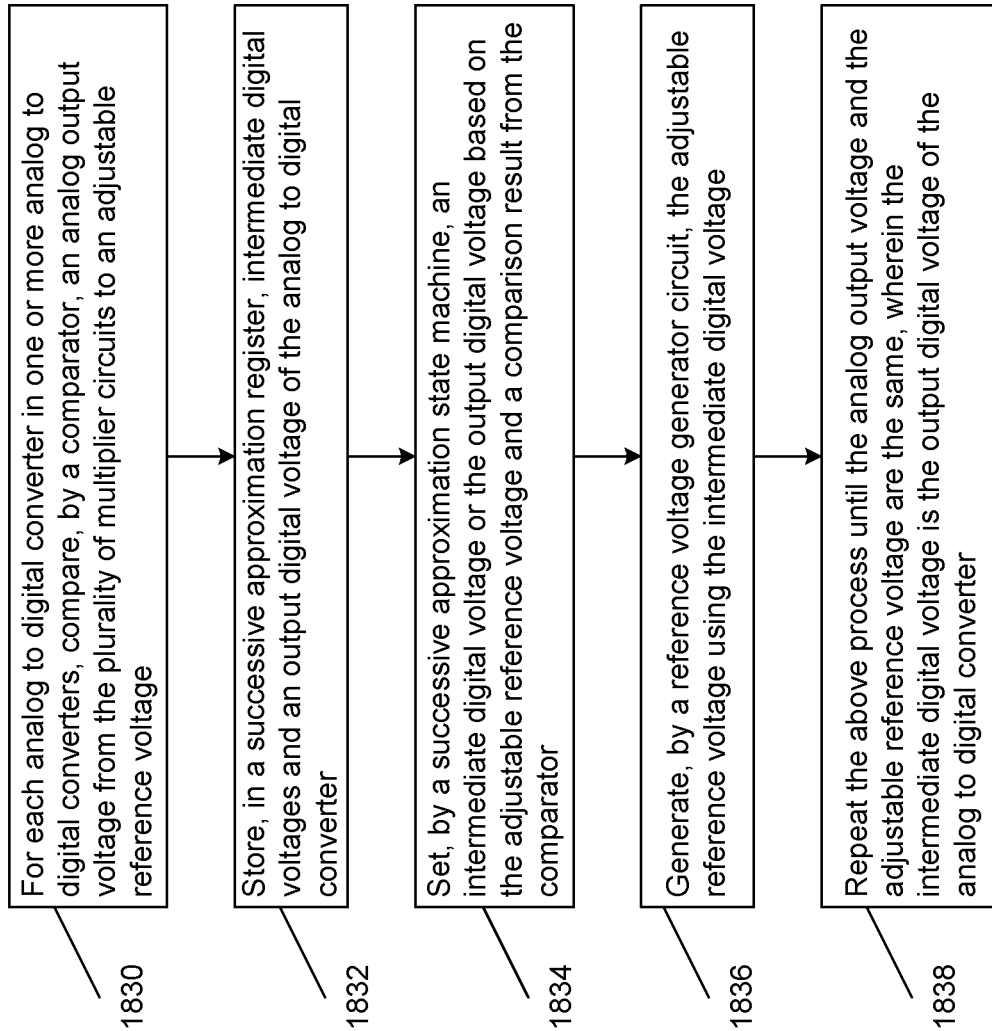 For each analog to digital converter in one or more analog to
digital converters, compare, by a comparator, an analog output
voltage from the plurality of multiplier circuits to an adjustable
reference voltage
1830
Store, in a successive approximation register, intermediate digital
voltages and an output digital voltage of the analog to digital
converter
1832
Set, by a successive approximation state machine, an
intermediate digital voltage or the output digital voltage based on
the adjustable reference voltage and a comparison result from the
comparator
1834
Generate, by a reference voltage generator circuit, the adjustable
reference voltage using the intermediate digital voltage
1836
Repeat the above process until the analog output voltage and the
adjustable reference voltage are the same, wherein the
intermediate digital voltage is the output digital voltage of the
analog to digital converter
1838